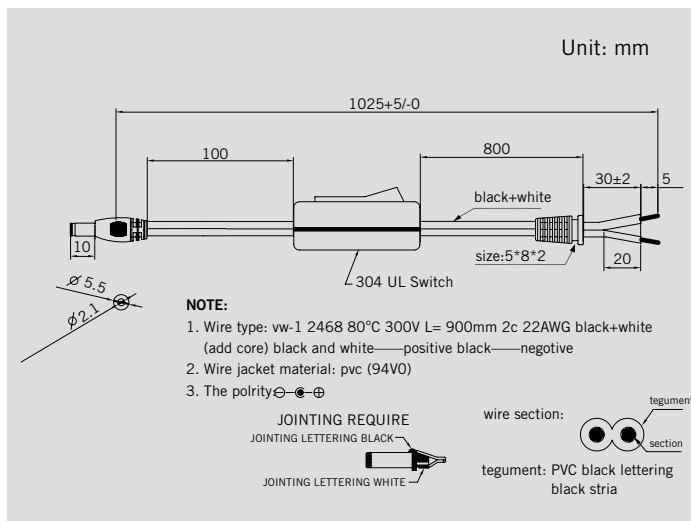 Unit: mm
1025+5/-0
100
800
30±2
5
black+white
10
size:5*8*2
20
304 UL Switch
⌀ 5.5
⌀ 2.1
NOTE:
1. Wire type: vw-1 2468 80°C 300V L= 900mm 2c 22AWG black+white
(add core) black and white——positive black——negotive
2. Wire jacket material: pvc (94V0)
3. The polrity:
JOINTING REQUIRE
JOINTING LETTERING BLACK
JOINTING LETTERING WHITE
wire section:
tegument
section
tegument: PVC black lettering
black stria